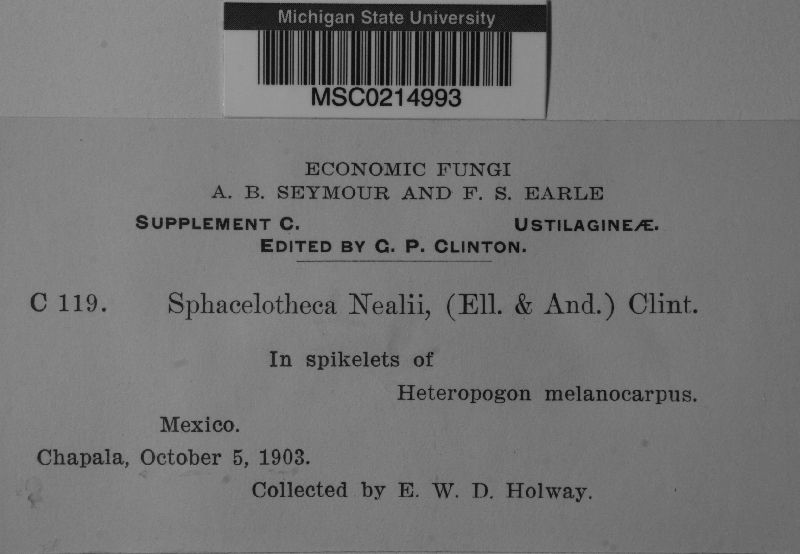 Michigan State University
MSC0214993
ECONOMIC FUNGI
A. B. SEYMOUR AND F. S. EARLE
SUPPLEMENT C. USTILAGINEÆ.
EDITED BY G. P. CLINTON.
C 119. Sphacelotheca Nealii, (Ell. & And.) Clint.
In spikelets of
Heteropogon melanocarpus.
Mexico.
Chapala, October 5, 1903.
Collected by E. W. D. Holway.